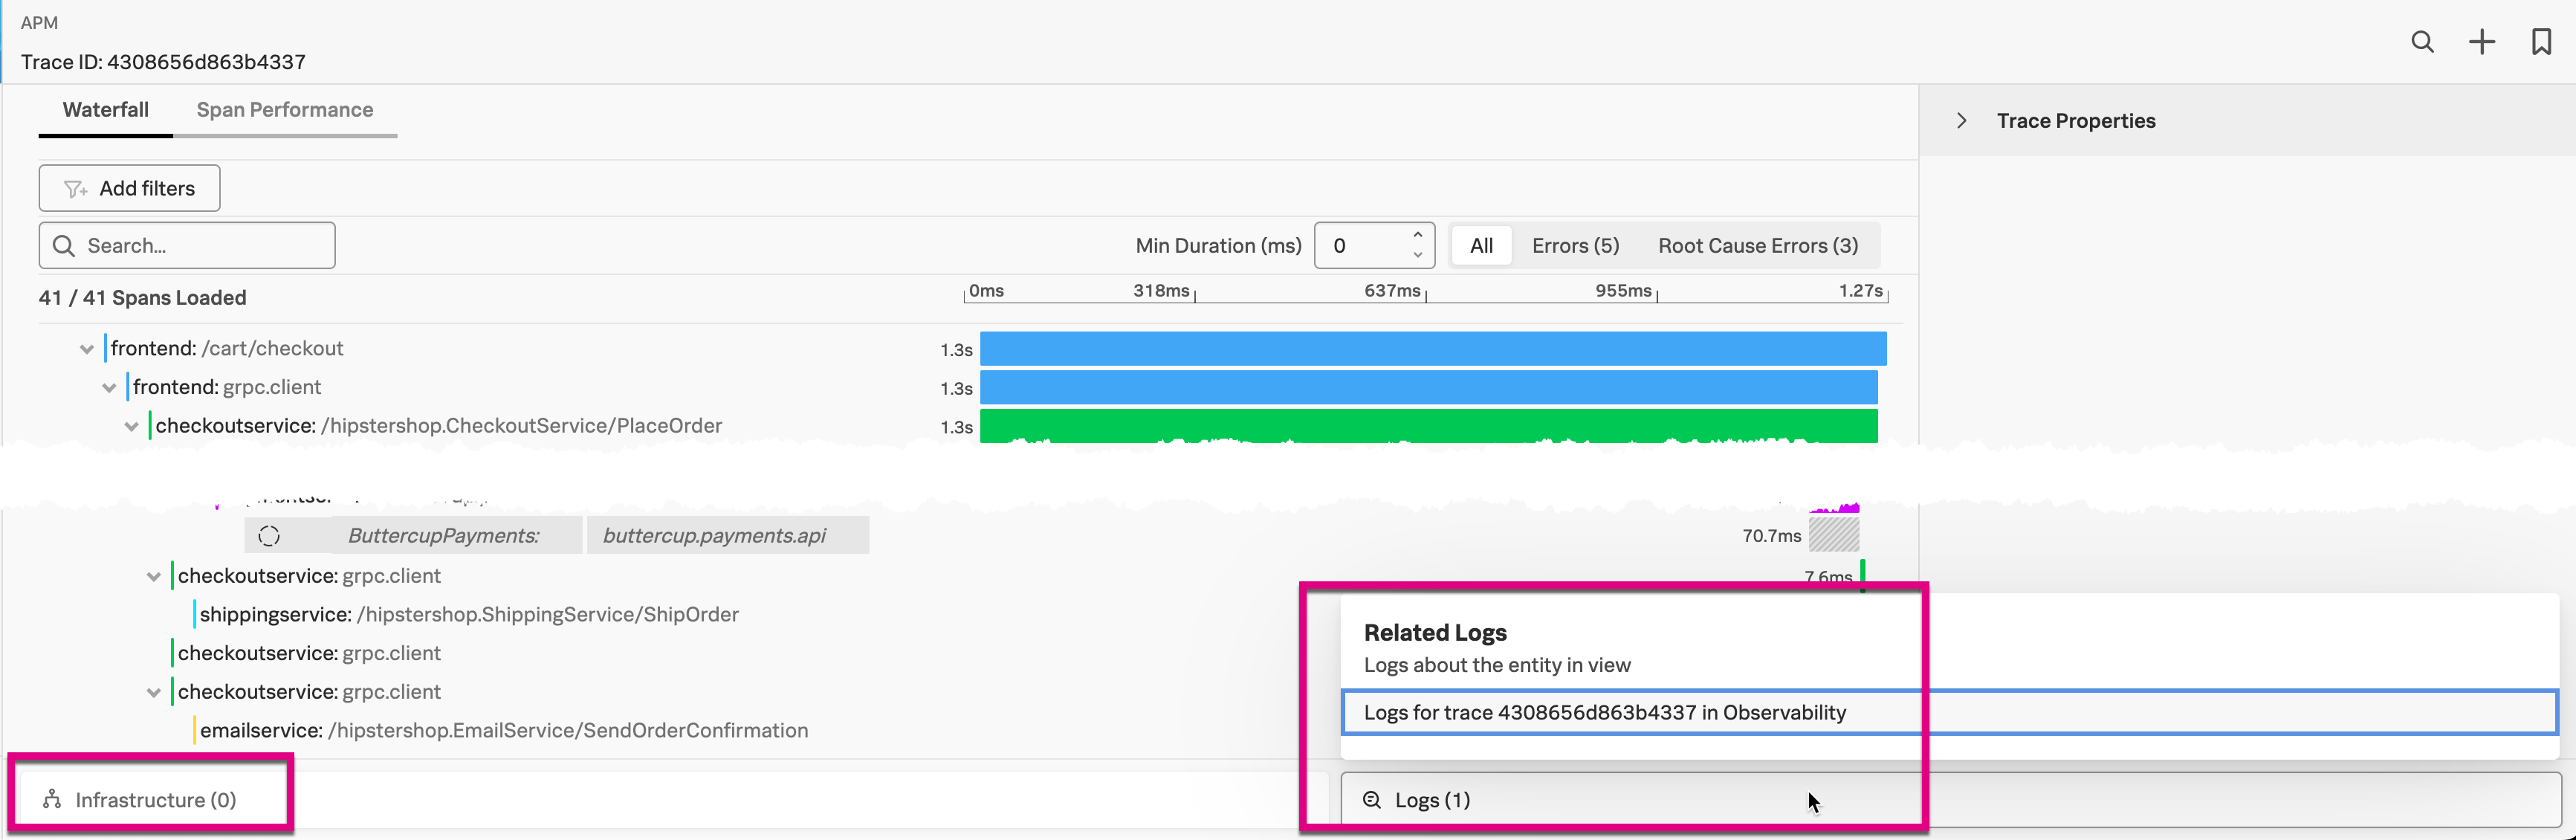 APM
Trace ID: 4308656d863b4337
Waterfall Span Performance
Trace Properties
Add filters
Search...
Min Duration (ms) 0 All Errors (5) Root Cause Errors (3)
41 / 41 Spans Loaded
0ms 318ms 637ms 955ms 1.27s
frontend: /cart/checkout 1.3s
frontend: grpc.client 1.3s
checkoutservice: /hipstershop.CheckoutService/PlaceOrder 1.3s
ButtercupPayments: buttercup.payments.api 70.7ms
checkoutservice: grpc.client 7.6ms
shippingservice: /hipstershop.ShippingService/ShipOrder
checkoutservice: grpc.client
checkoutservice: grpc.client
emailservice: /hipstershop.EmailService/SendOrderConfirmation
Related Logs
Logs about the entity in view
Logs for trace 4308656d863b4337 in Observability
Infrastructure (0)
Logs (1)